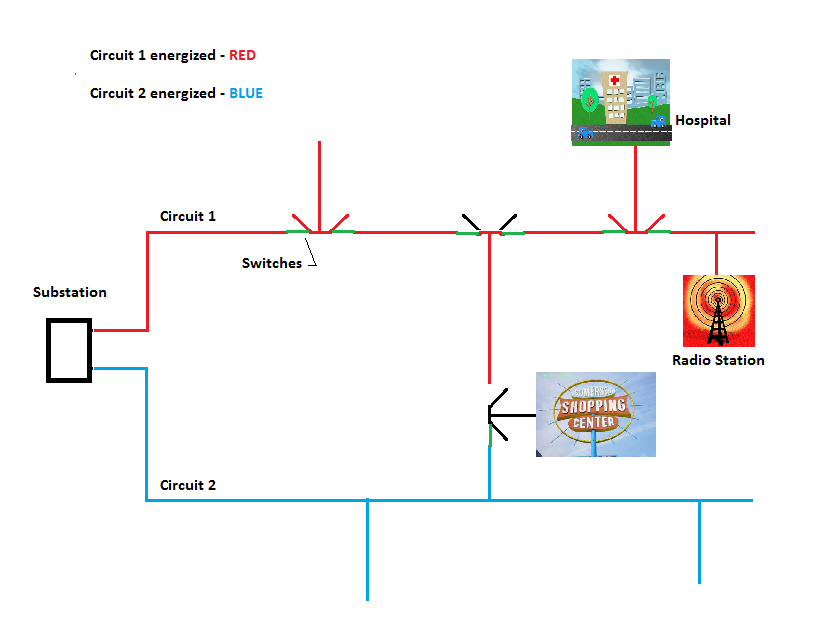 Circuit 1 energized - RED
Circuit 2 energized - BLUE
Hospital
Circuit 1
Switches
Substation
Radio Station
SHOPPING
CENTER
Circuit 2